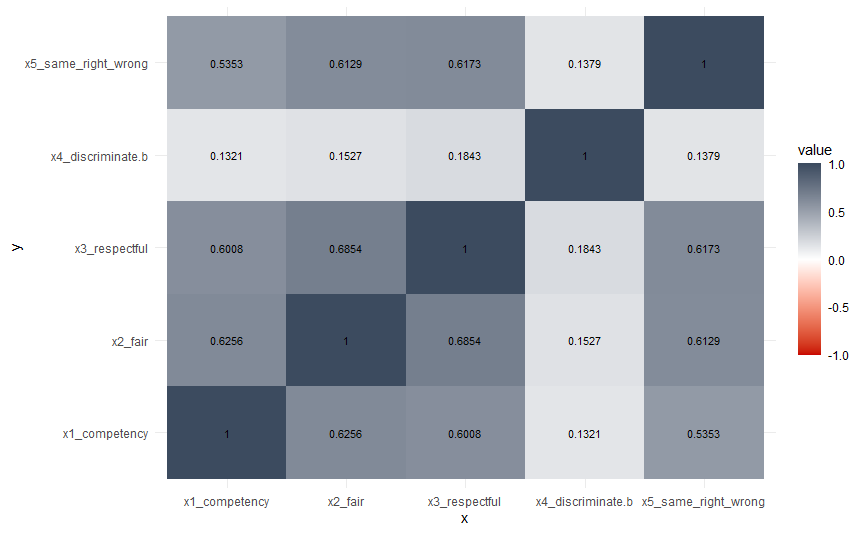 x5_same_right_wrong 0.5353 0.6129 0.6173 0.1379 1
value
x4_discriminate.b 0.1321 0.1527 0.1843 1 0.1379
1.0
0.5
y x3_respectful 0.6008 0.6854 1 0.1843 0.6173
0.0
-0.5
x2_fair 0.6256 1 0.6854 0.1527 0.6129
-1.0
x1_competency 1 0.6256 0.6008 0.1321 0.5353
x1_competency x2_fair x3_respectful x4_discriminate.b x5_same_right_wrong
x